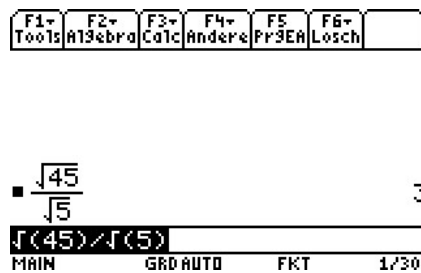 F1▾ F2▾ F3▾ F4▾ F5 F6▾
Tools Algebra Calc Andere PrgEA Lösch
▪ √45 / √5 3
√(45)/√(5)
MAIN GRD AUTO FKT 1/30